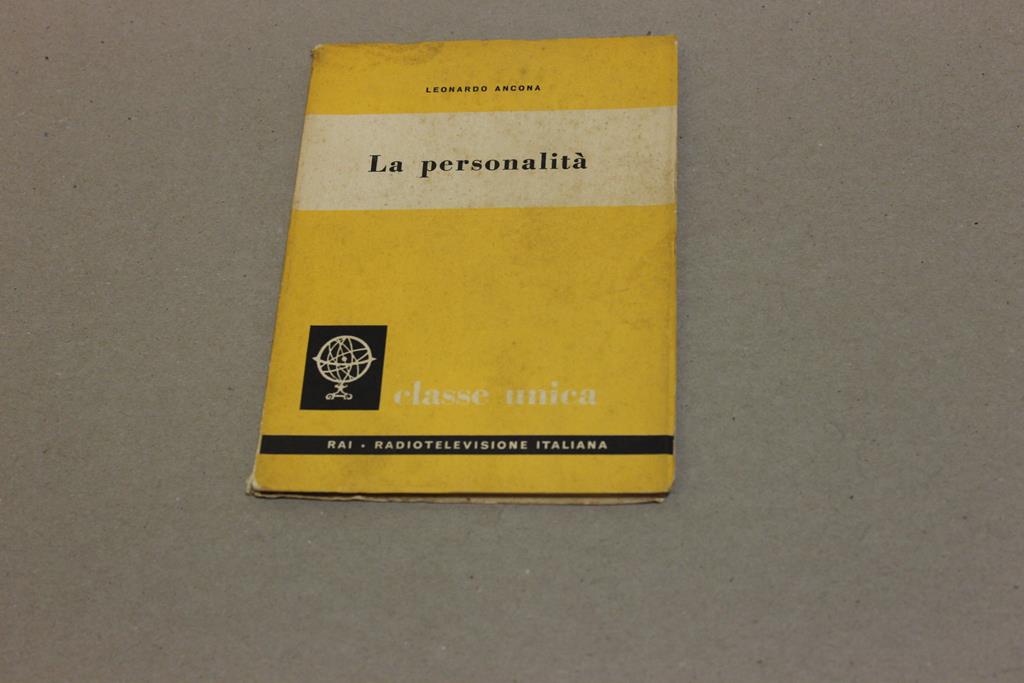 LEONARDO ANCONA
La personalità
classe unica
RAI • RADIOTELEVISIONE ITALIANA